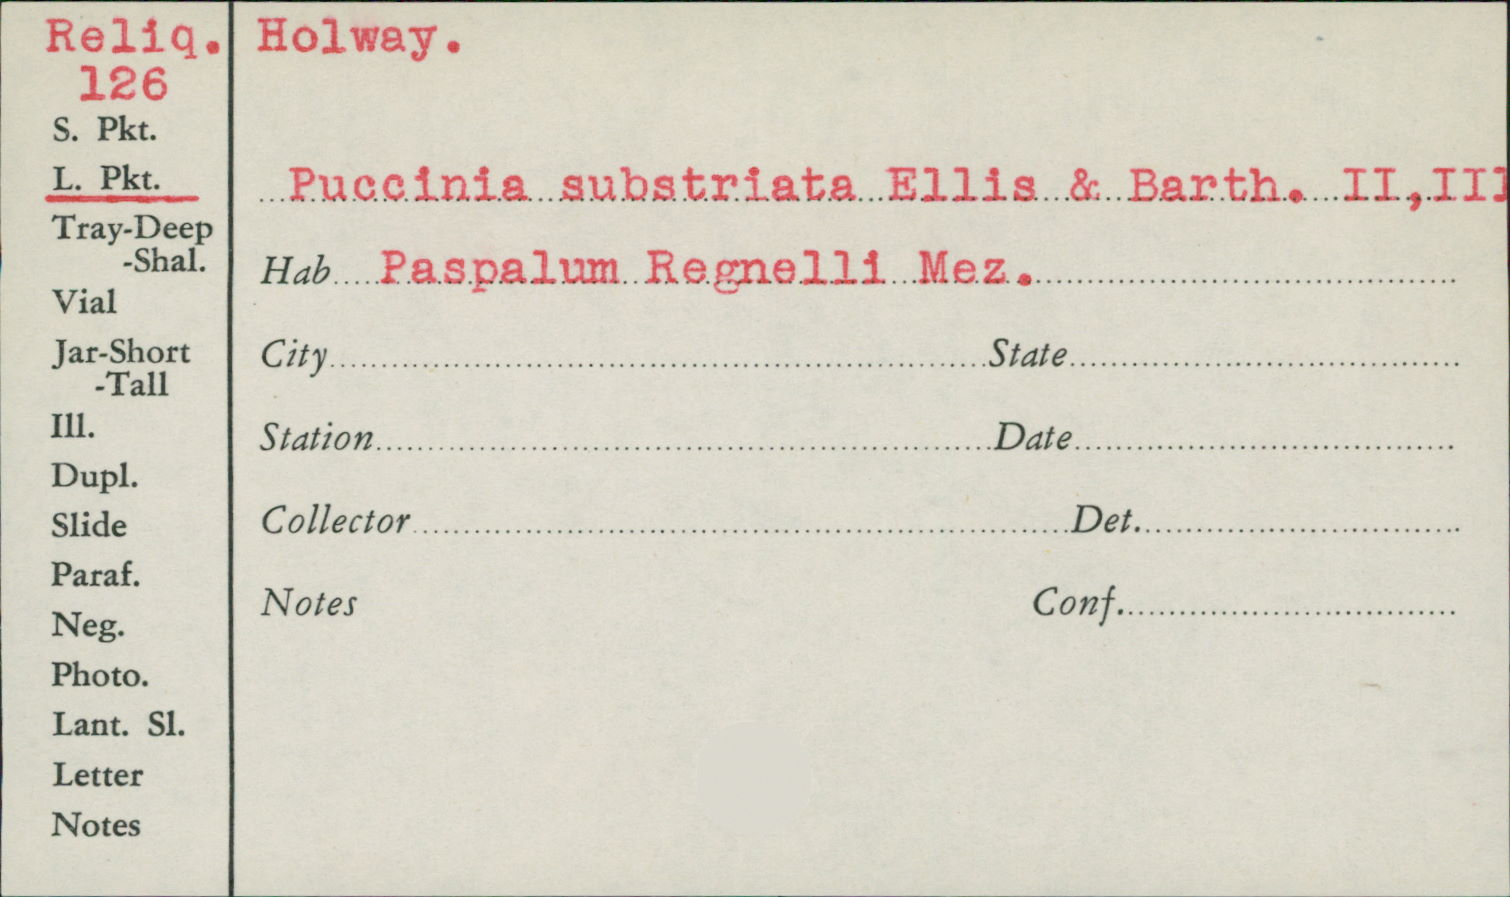 Reliq. Holway.
126
S. Pkt.
L. Pkt.
Puccinia substriata Ellis & Barth. II,III
Tray-Deep
-Shal.
Hab Paspalum Regnelli Mez.
Vial
Jar-Short
-Tall
City State
Ill.
Station Date
Dupl.
Slide
Collector Det.
Paraf.
Notes Conf.
Neg.
Photo.
Lant. Sl.
Letter
Notes